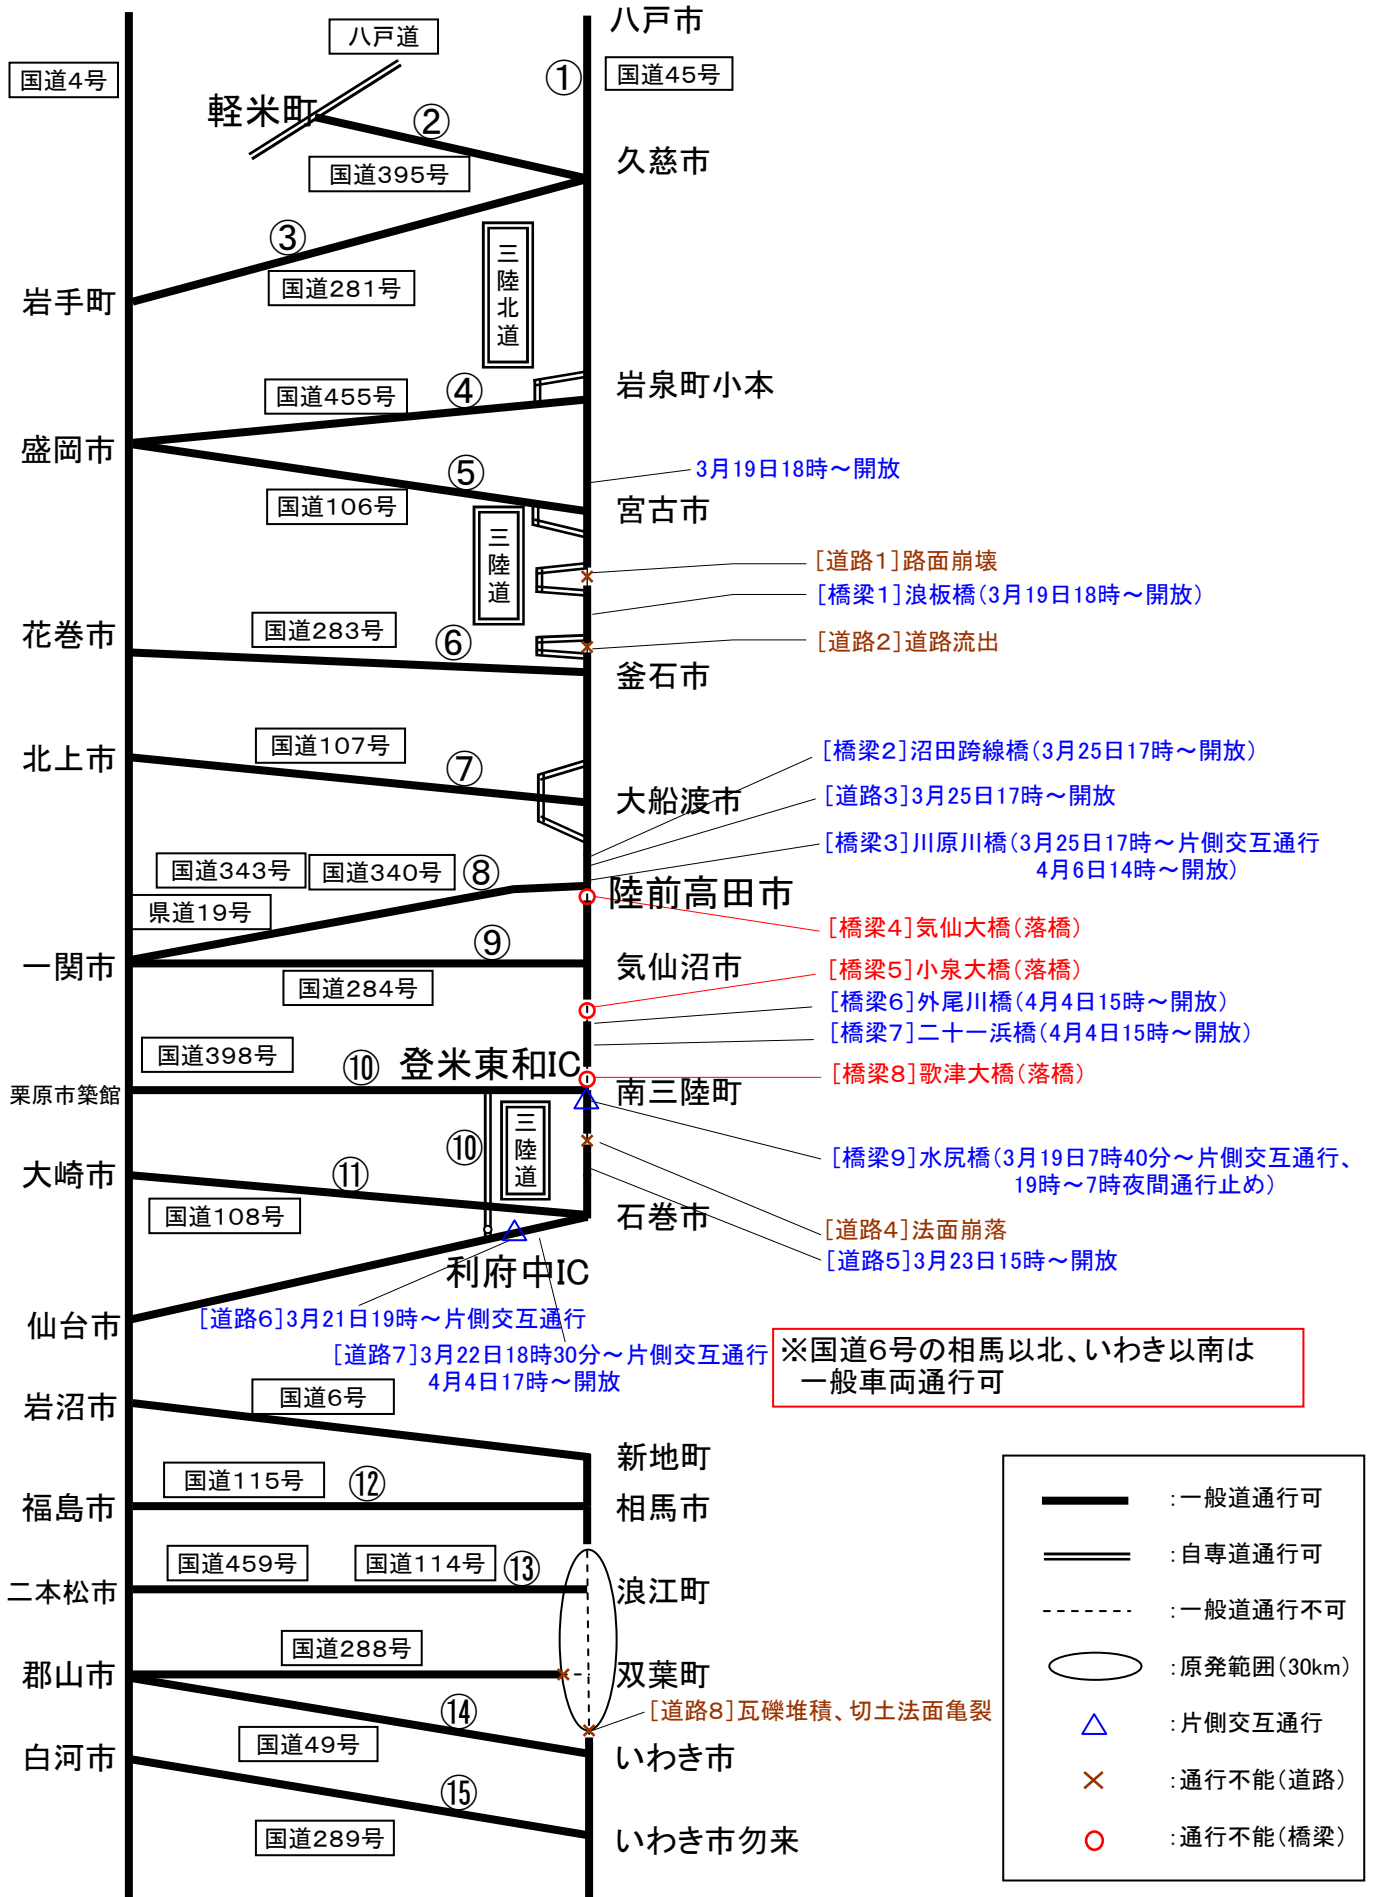 八戸市
八戸道
国道4号
①
国道45号
軽米町
②
久慈市
国道395号
③
三陸北道
国道281号
岩手町
岩泉町小本
国道455号
④
盛岡市
⑤
3月19日18時～開放
国道106号
宮古市
三陸道
[道路1]路面崩壊
[橋梁1]浪板橋(3月19日18時～開放)
花巻市
国道283号
⑥
[道路2]道路流出
釜石市
北上市
国道107号
⑦
[橋梁2]沼田跨線橋(3月25日17時～開放)
大船渡市
[道路3]3月25日17時～開放
[橋梁3]川原川橋(3月25日17時～片側交互通行
4月6日14時～開放)
国道343号
国道340号
⑧
陸前高田市
県道19号
[橋梁4]気仙大橋(落橋)
⑨
一関市
気仙沼市
[橋梁5]小泉大橋(落橋)
国道284号
[橋梁6]外尾川橋(4月4日15時～開放)
[橋梁7]二十一浜橋(4月4日15時～開放)
国道398号
⑩
登米東和IC
[橋梁8]歌津大橋(落橋)
栗原市築館
南三陸町
三陸道
⑩
[橋梁9]水尻橋(3月19日7時40分～片側交互通行、
19時～7時夜間通行止め)
大崎市
⑪
国道108号
石巻市
[道路4]法面崩落
[道路5]3月23日15時～開放
利府中IC
仙台市
[道路6]3月21日19時～片側交互通行
[道路7]3月22日18時30分～片側交互通行
4月4日17時～開放
※国道6号の相馬以北、いわき以南は
一般車両通行可
岩沼市
国道6号
新地町
国道115号
⑫
福島市
相馬市
国道459号
国道114号
⑬
二本松市
浪江町
国道288号
郡山市
双葉町
⑭
[道路8]瓦礫堆積、切土法面亀裂
国道49号
白河市
いわき市
⑮
国道289号
いわき市勿来
:一般道通行可
:自専道通行可
:一般道通行不可
:原発範囲(30km)
:片側交互通行
:通行不能(道路)
:通行不能(橋梁)